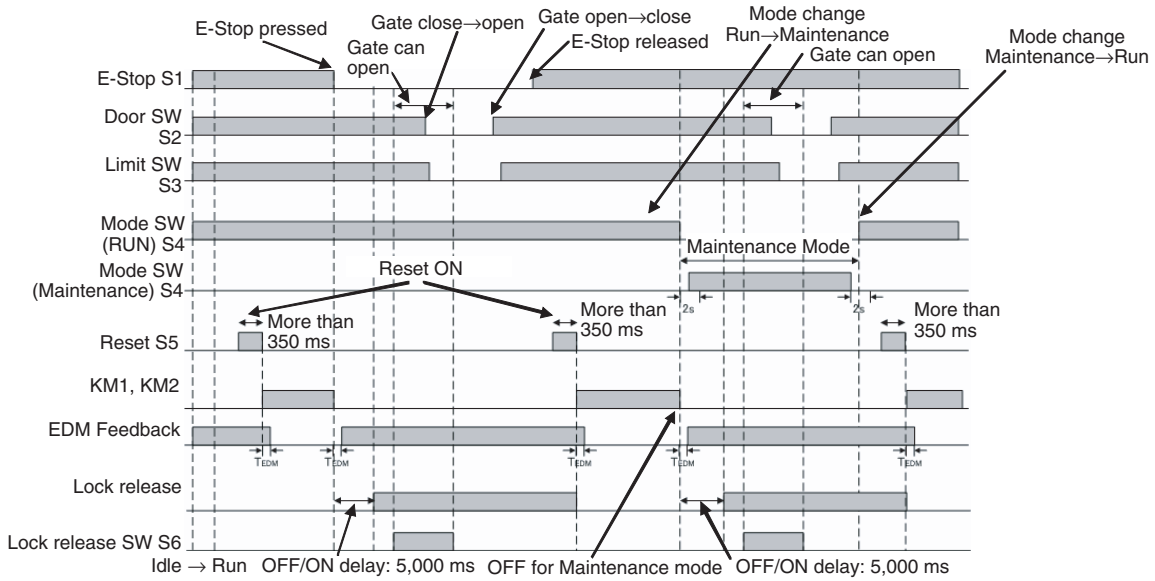 E-Stop pressed
Gate close→open
Gate can
open
Gate open→close
E-Stop released
Mode change
Run→Maintenance
Gate can open
Mode change
Maintenance→Run
E-Stop S1
Door SW
S2
Limit SW
S3
Mode SW
(RUN) S4
Maintenance Mode
Mode SW
(Maintenance) S4
2s
2s
Reset ON
More than
350 ms
More than
350 ms
More than
350 ms
Reset S5
KM1, KM2
EDM Feedback
TEDM
TEDM
TEDM
TEDM
TEDM
Lock release
Lock release SW S6
Idle → Run
OFF/ON delay: 5,000 ms
OFF for Maintenance mode
OFF/ON delay: 5,000 ms